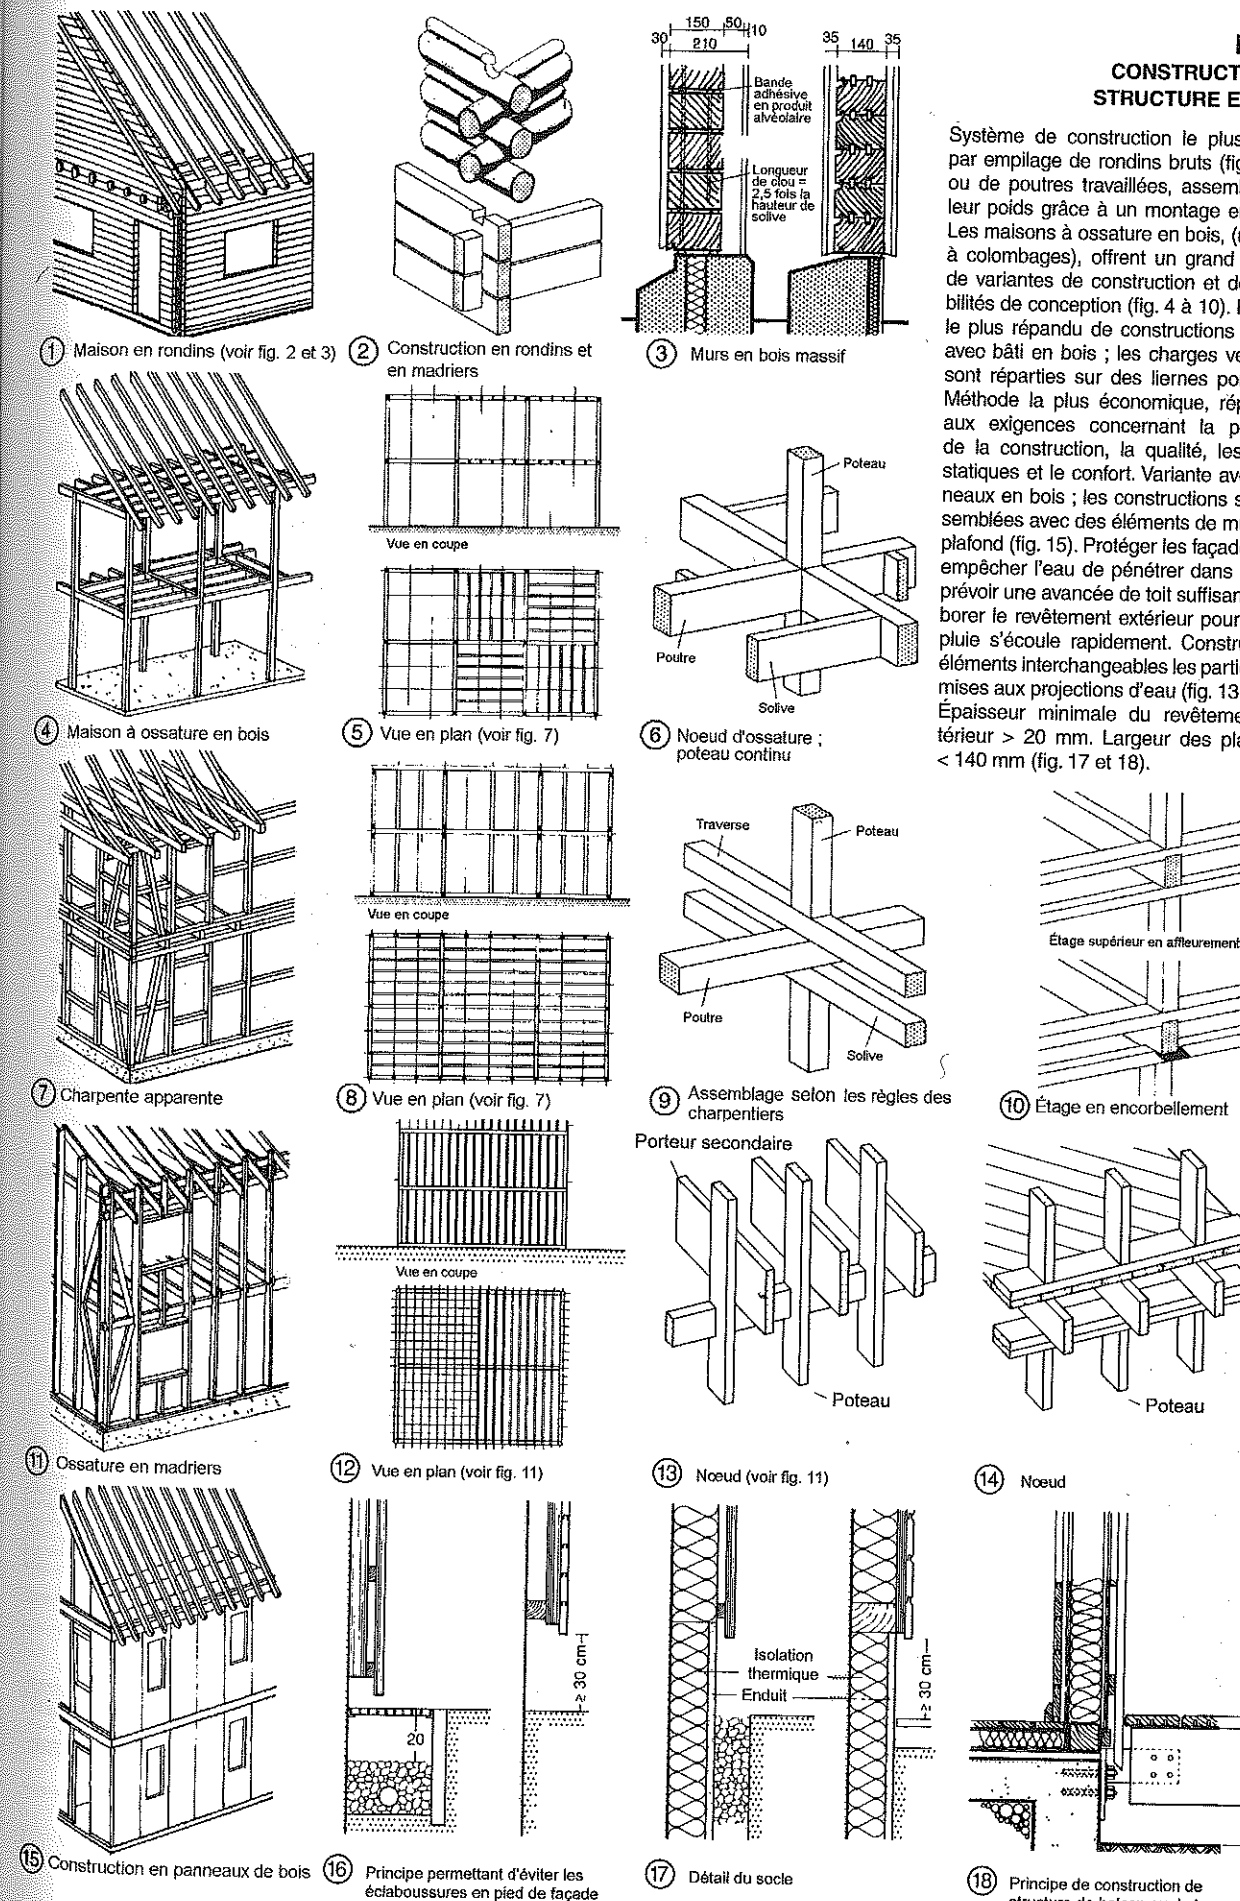 CONSTRUCT
STRUCTURE E
Système de construction le plus
par empilage de rondins bruts (fig
ou de poutres travaillées, assemb
leur poids grâce à un montage e
Les maisons à ossature en bois, (
à colombages), offrent un grand
de variantes de construction et de
bilités de conception (fig. 4 à 10).
le plus répandu de constructions
avec bâti en bois ; les charges ve
sont réparties sur des liernes po
Méthode la plus économique, rép
aux exigences concernant la p
de la construction, la qualité, les
statiques et le confort. Variante av
neaux en bois ; les constructions s
semblées avec des éléments de m
plafond (fig. 15). Protéger les façad
empêcher l'eau de pénétrer dans
prévoir une avancée de toit suffisan
borer le revêtement extérieur pour
pluie s'écoule rapidement. Constr
éléments interchangeables les parti
mises aux projections d'eau (fig. 13
Épaisseur minimale du revêteme
térieur > 20 mm. Largeur des pla
< 140 mm (fig. 17 et 18).
1 Maison en rondins (voir fig. 2 et 3)
2 Construction en rondins et
en madriers
150 50 10
30 210
35 140 35
Bande
adhésive
en produit
alvéolaire
Longueur
de clou =
2,5 fois la
hauteur de
solive
3 Murs en bois massif
4 Maison à ossature en bois
Vue en coupe
5 Vue en plan (voir fig. 7)
Poteau
Poutre
Solive
6 Noeud d'ossature ;
poteau continu
7 Charpente apparente
Vue en coupe
8 Vue en plan (voir fig. 7)
Traverse
Poteau
Poutre
Solive
9 Assemblage selon les règles des
charpentiers
Étage supérieur en affleurement
10 Étage en encorbellement
11 Ossature en madriers
Vue en coupe
12 Vue en plan (voir fig. 11)
Porteur secondaire
Poteau
13 Nœud (voir fig. 11)
Poteau
14 Nœud
15 Construction en panneaux de bois
20
≥ 30 cm
16 Principe permettant d'éviter les
éclaboussures en pied de façade
Isolation
thermique
Enduit
≥ 30 cm
17 Détail du socle
18 Principe de construction de